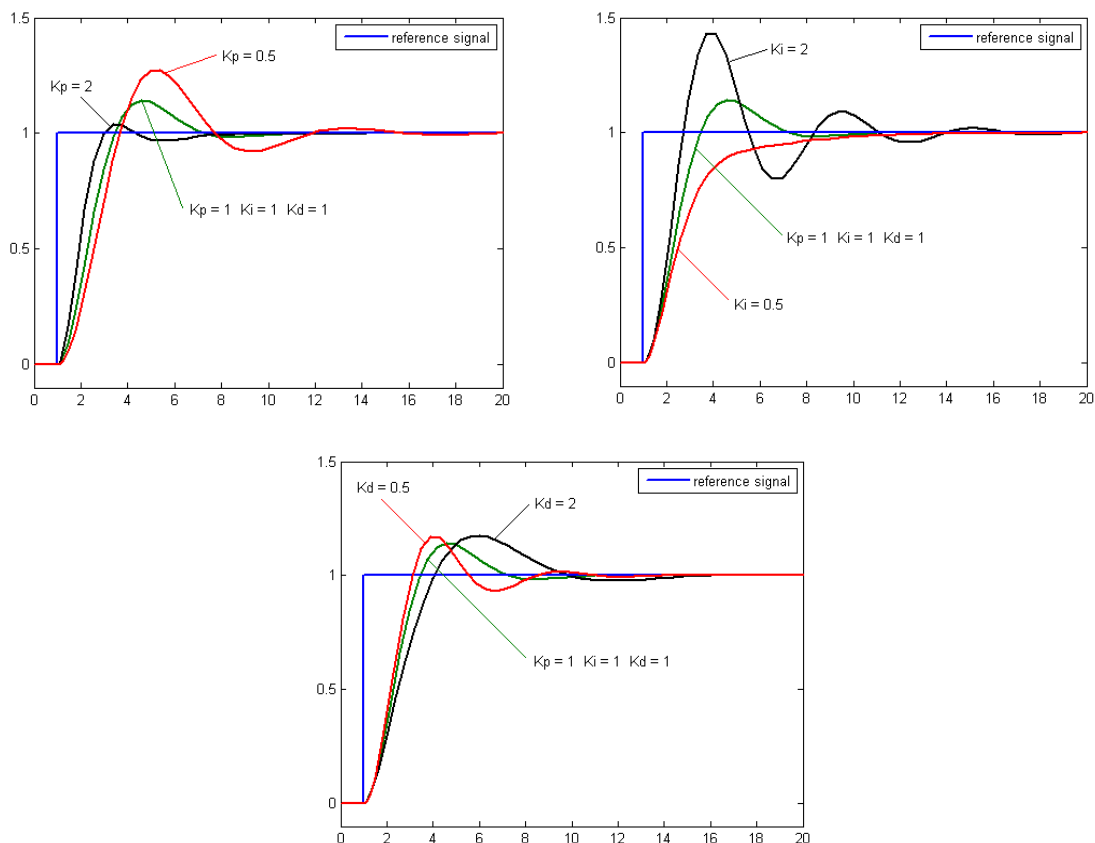 1.5
reference signal
Kp = 0.5
Kp = 2
1
Kp = 1 Ki = 1 Kd = 1
0.5
0
0 2 4 6 8 10 12 14 16 18 20
1.5
reference signal
Ki = 2
1
Kp = 1 Ki = 1 Kd = 1
0.5
Ki = 0.5
0
0 2 4 6 8 10 12 14 16 18 20
1.5
reference signal
Kd = 0.5
Kd = 2
1
Kp = 1 Ki = 1 Kd = 1
0.5
0
0 2 4 6 8 10 12 14 16 18 20